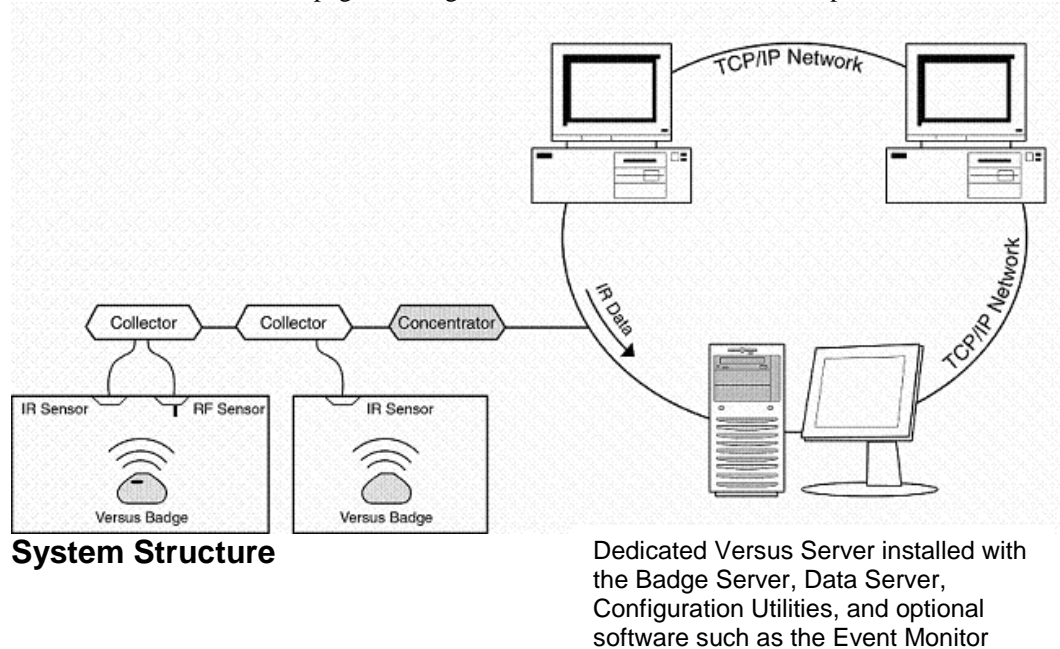 TCP/IP Network
IR Data
TCP/IP Network
Collector
Collector
Concentrator
IR Sensor
RF Sensor
IR Sensor
Versus Badge
Versus Badge
System Structure
Dedicated Versus Server installed with
the Badge Server, Data Server,
Configuration Utilities, and optional
software such as the Event Monitor